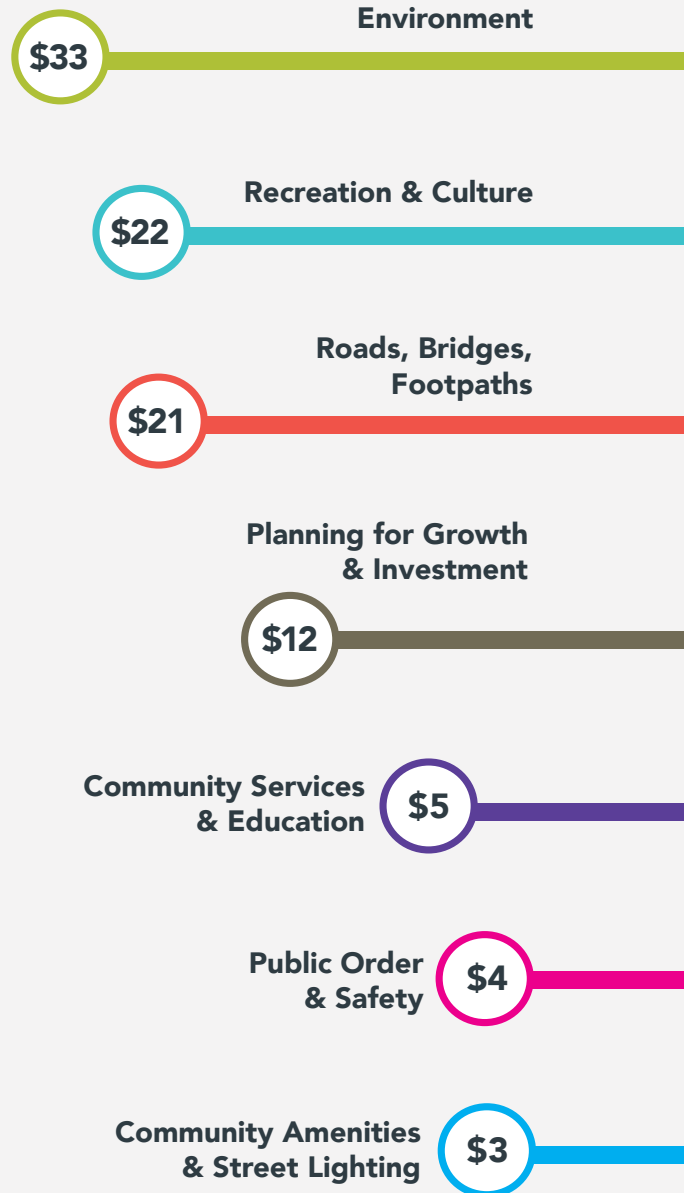 Environment
$33
Recreation & Culture
$22
Roads, Bridges,
Footpaths
$21
Planning for Growth
& Investment
$12
Community Services
& Education
$5
Public Order
& Safety
$4
Community Amenities
& Street Lighting
$3